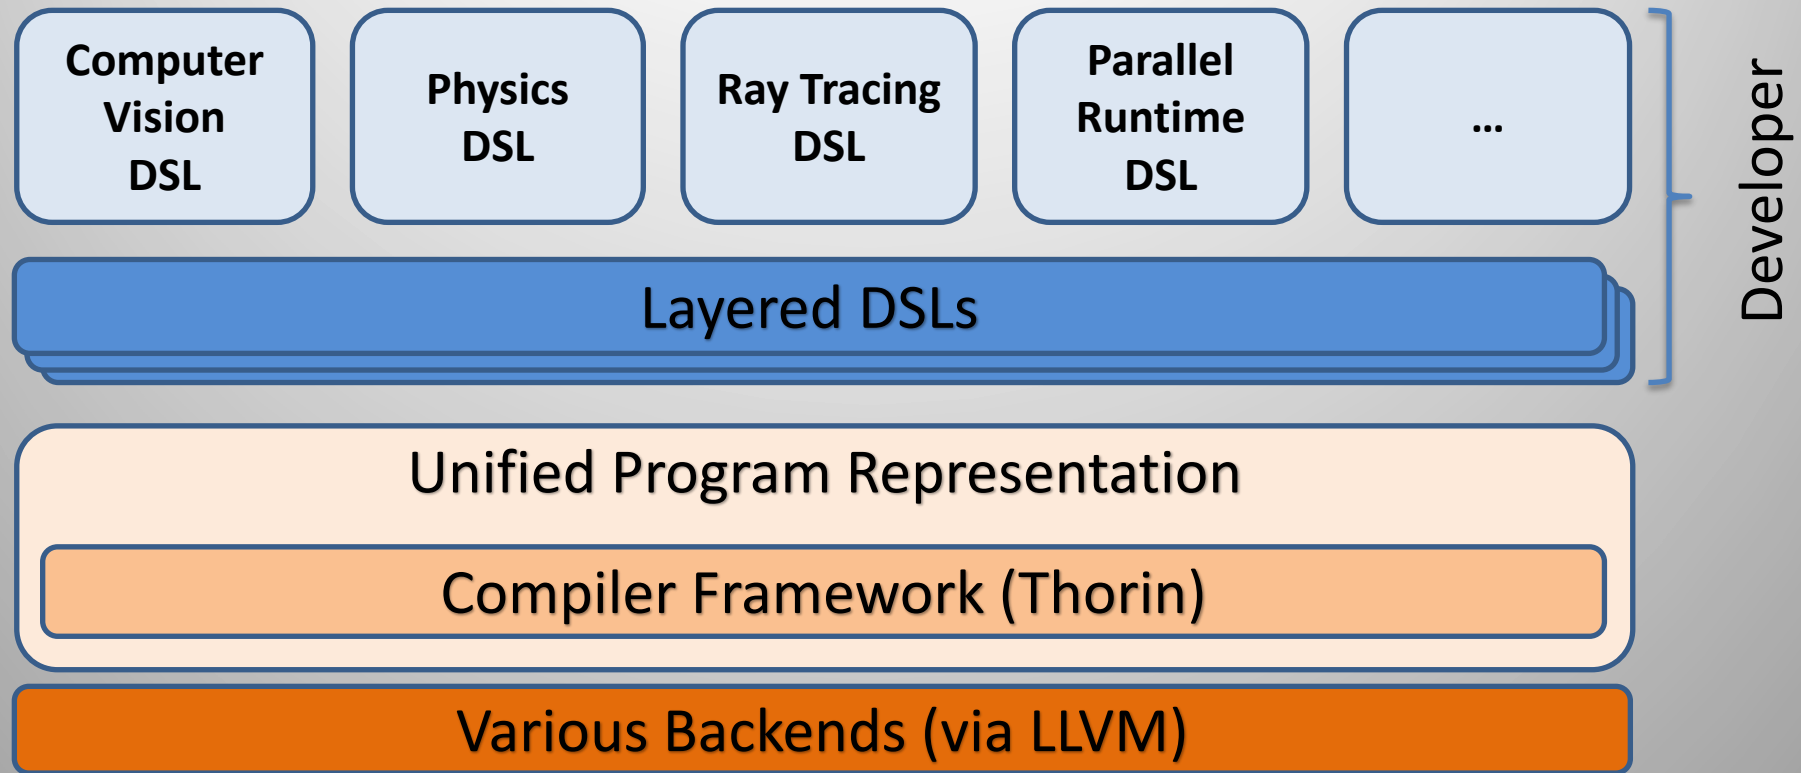 Computer
Vision
DSL
Physics
DSL
Ray Tracing
DSL
Parallel
Runtime
DSL
...
Developer
Layered DSLs
Unified Program Representation
Compiler Framework (Thorin)
Various Backends (via LLVM)